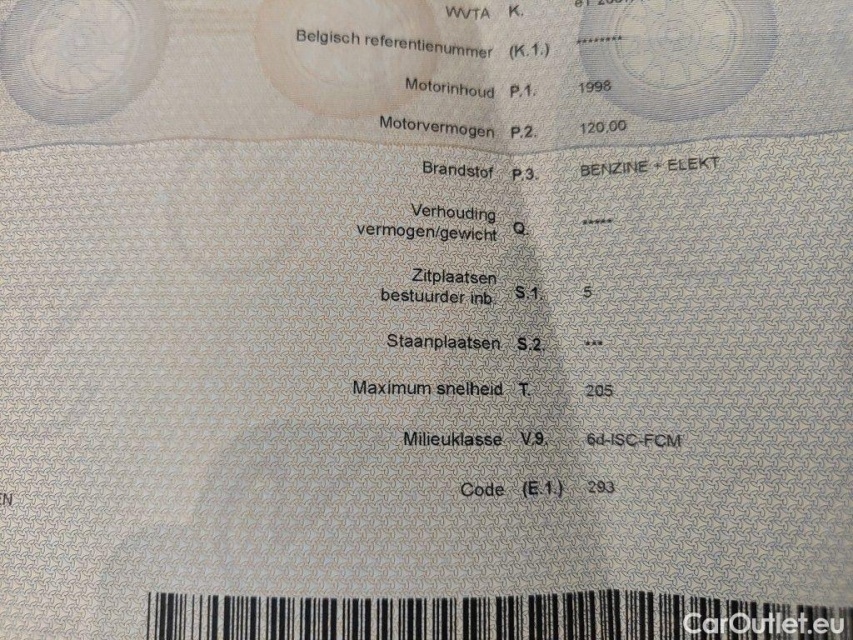 WVTA K.
Belgisch referentienummer (K.1.) ********
Motorinhoud P.1. 1998
Motorvermogen P.2. 120,00
Brandstof P.3. BENZINE + ELEKT
Verhouding
vermogen/gewicht Q. *****
Zitplaatsen
bestuurder inb. S.1. 5
Staanplaatsen S.2. ***
Maximum snelheid T. 205
Milieuklasse V.9. 6d-ISC-FCM
Code (E.1.) 293
EN
CarOutlet.eu